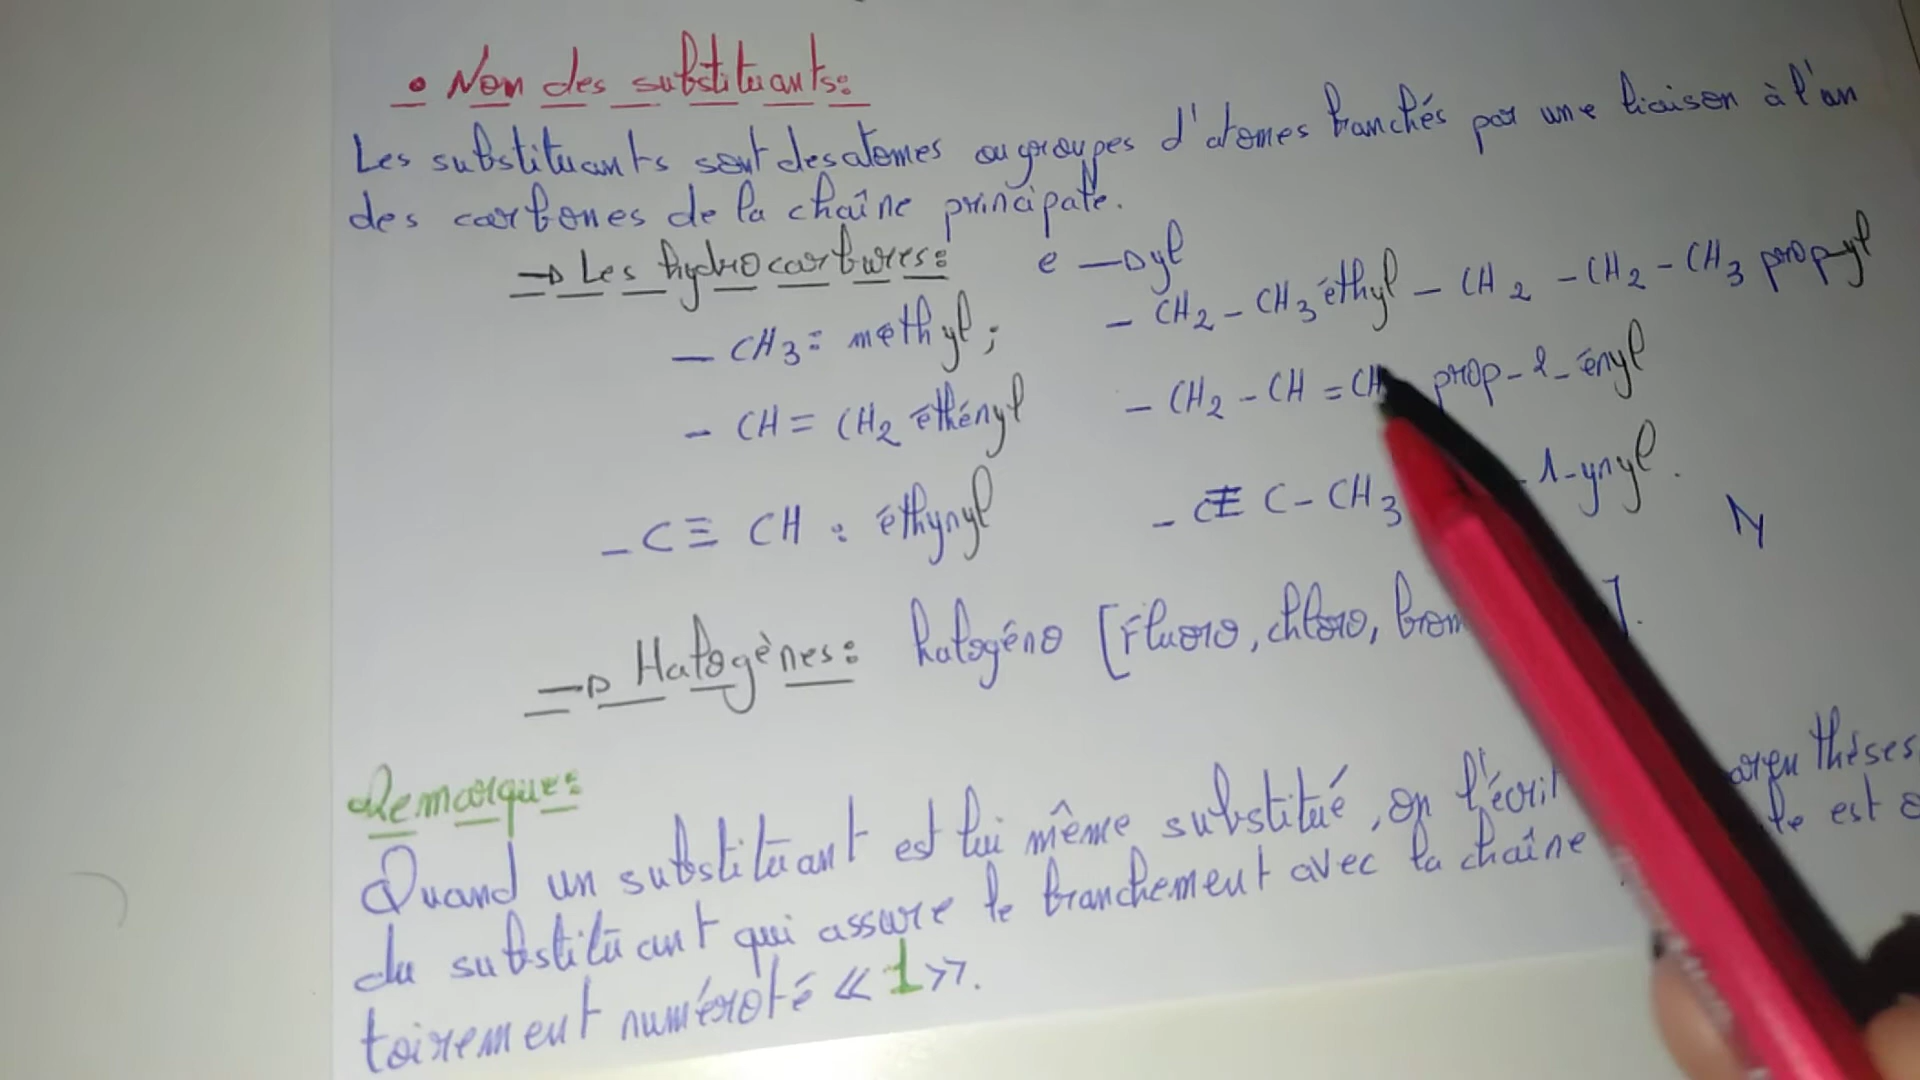 • Nom des substituants:
Les substituants sont des atomes ou groupes d'atomes branchés par une liaison à l'un
des carbones de la chaîne principale.
→ Les hydrocarbures: e → yl
- CH3: méthyl; - CH2 - CH3 éthyl - CH2 - CH2 - CH3 propyl
- CH = CH2 éthényl - CH2 - CH = CH prop-2-ényl
- C ≡ CH : éthynyl - C ≡ C - CH3 -1-ynyl.
→ Halogènes: halogéno [Fluoro, chloro, brom ].
Remarque:
Quand un substituant est lui même substitué, on l'écrit
du substituant qui assure le branchement avec la chaîne est
toirement numéroté « 1 ».